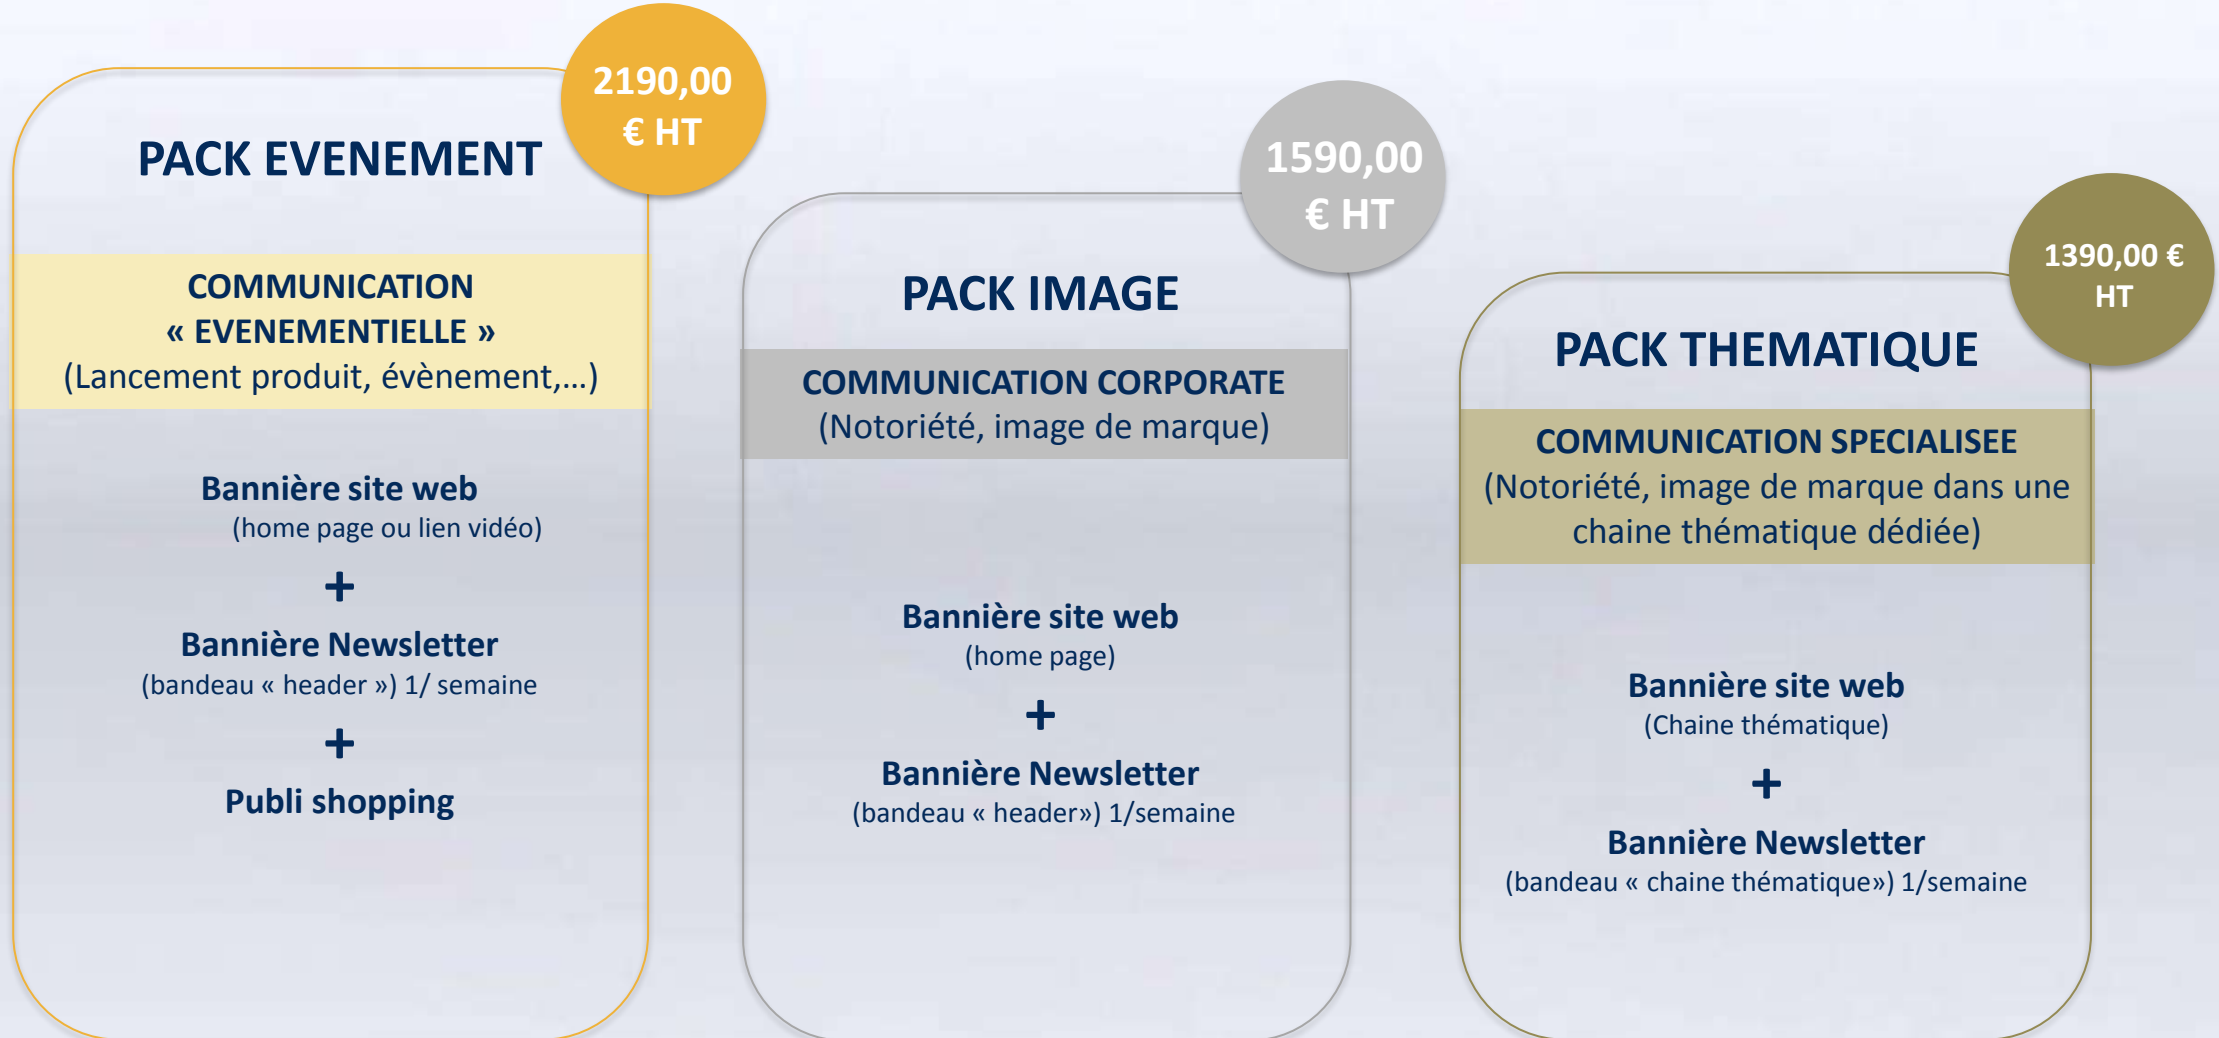 2190,00
€ HT
PACK EVENEMENT
COMMUNICATION
« EVENEMENTIELLE »
(Lancement produit, évènement,...)
Bannière site web
(home page ou lien vidéo)
+
Bannière Newsletter
(bandeau « header ») 1/ semaine
+
Publi shopping
1590,00
€ HT
PACK IMAGE
COMMUNICATION CORPORATE
(Notoriété, image de marque)
Bannière site web
(home page)
+
Bannière Newsletter
(bandeau « header») 1/semaine
1390,00 €
HT
PACK THEMATIQUE
COMMUNICATION SPECIALISEE
(Notoriété, image de marque dans une
chaine thématique dédiée)
Bannière site web
(Chaine thématique)
+
Bannière Newsletter
(bandeau « chaine thématique») 1/semaine